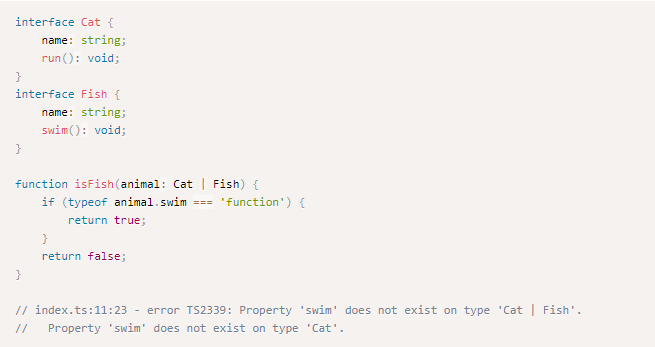 interface Cat {
    name: string;
    run(): void;
}
interface Fish {
    name: string;
    swim(): void;
}

function isFish(animal: Cat | Fish) {
    if (typeof animal.swim === 'function') {
        return true;
    }
    return false;
}

// index.ts:11:23 - error TS2339: Property 'swim' does not exist on type 'Cat | Fish'.
//   Property 'swim' does not exist on type 'Cat'.